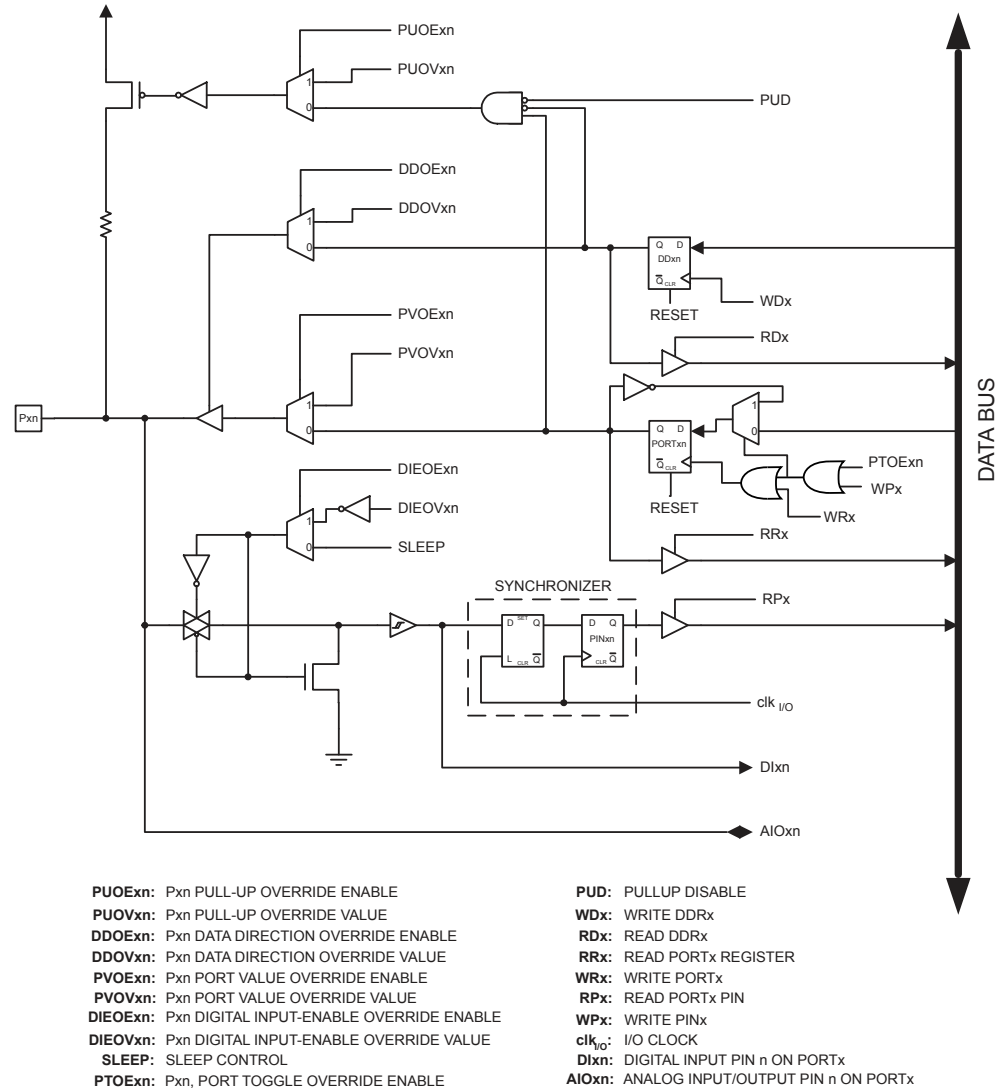 PUOExn
PUOVxn
1
0
PUD
DDOExn
DDOVxn
1
0
Q D
DDxn
Q CLR
WDx
RESET
PVOExn
RDx
PVOVxn
1
0
Pxn
1
0
Q D
PORTxn
Q CLR
PTOExn
WPx
DATA BUS
DIEOExn
RESET
WRx
DIEOVxn
1
0
SLEEP
RRx
SYNCHRONIZER
RPx
D SET Q
L CLR Q
D Q
PINxn
CLR Q
clk I/O
DIxn
AIOxn
PUOExn: Pxn PULL-UP OVERRIDE ENABLE
PUOVxn: Pxn PULL-UP OVERRIDE VALUE
DDOExn: Pxn DATA DIRECTION OVERRIDE ENABLE
DDOVxn: Pxn DATA DIRECTION OVERRIDE VALUE
PVOExn: Pxn PORT VALUE OVERRIDE ENABLE
PVOVxn: Pxn PORT VALUE OVERRIDE VALUE
DIEOExn: Pxn DIGITAL INPUT-ENABLE OVERRIDE ENABLE
DIEOVxn: Pxn DIGITAL INPUT-ENABLE OVERRIDE VALUE
SLEEP: SLEEP CONTROL
PTOExn: Pxn, PORT TOGGLE OVERRIDE ENABLE
PUD: PULLUP DISABLE
WDx: WRITE DDRx
RDx: READ DDRx
RRx: READ PORTx REGISTER
WRx: WRITE PORTx
RPx: READ PORTx PIN
WPx: WRITE PINx
clkI/O: I/O CLOCK
DIxn: DIGITAL INPUT PIN n ON PORTx
AIOxn: ANALOG INPUT/OUTPUT PIN n ON PORTx